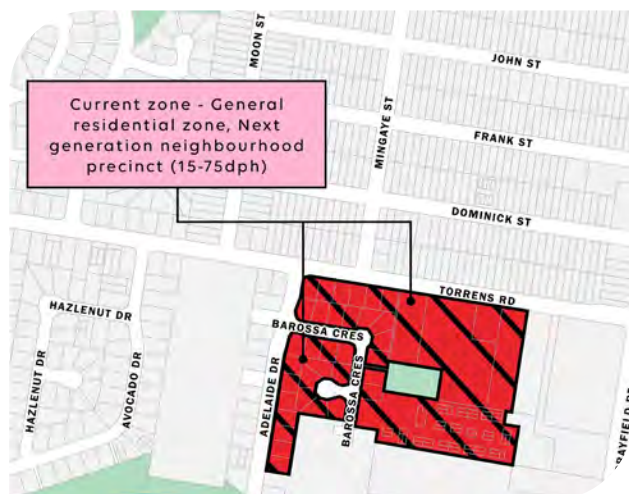 JOHN ST
MOON ST
Current zone - General
residential zone, Next
generation neighbourhood
precinct (15-75dph)
MINGAYE ST
FRANK ST
DOMINICK ST
TORRENS RD
HAZLENUT DR
BAROSSA CRES
HAZLENUT DR
AVOCADO DR
ADELAIDE DR
BAROSSA CRES